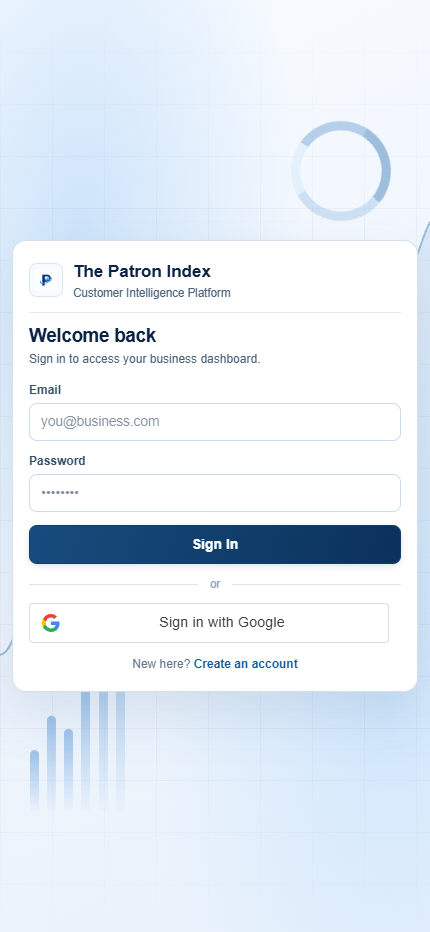 The Patron Index
Customer Intelligence Platform
Welcome back
Sign in to access your business dashboard.
Email
you@business.com
Password
••••••••
Sign In
or
Sign in with Google
New here? Create an account